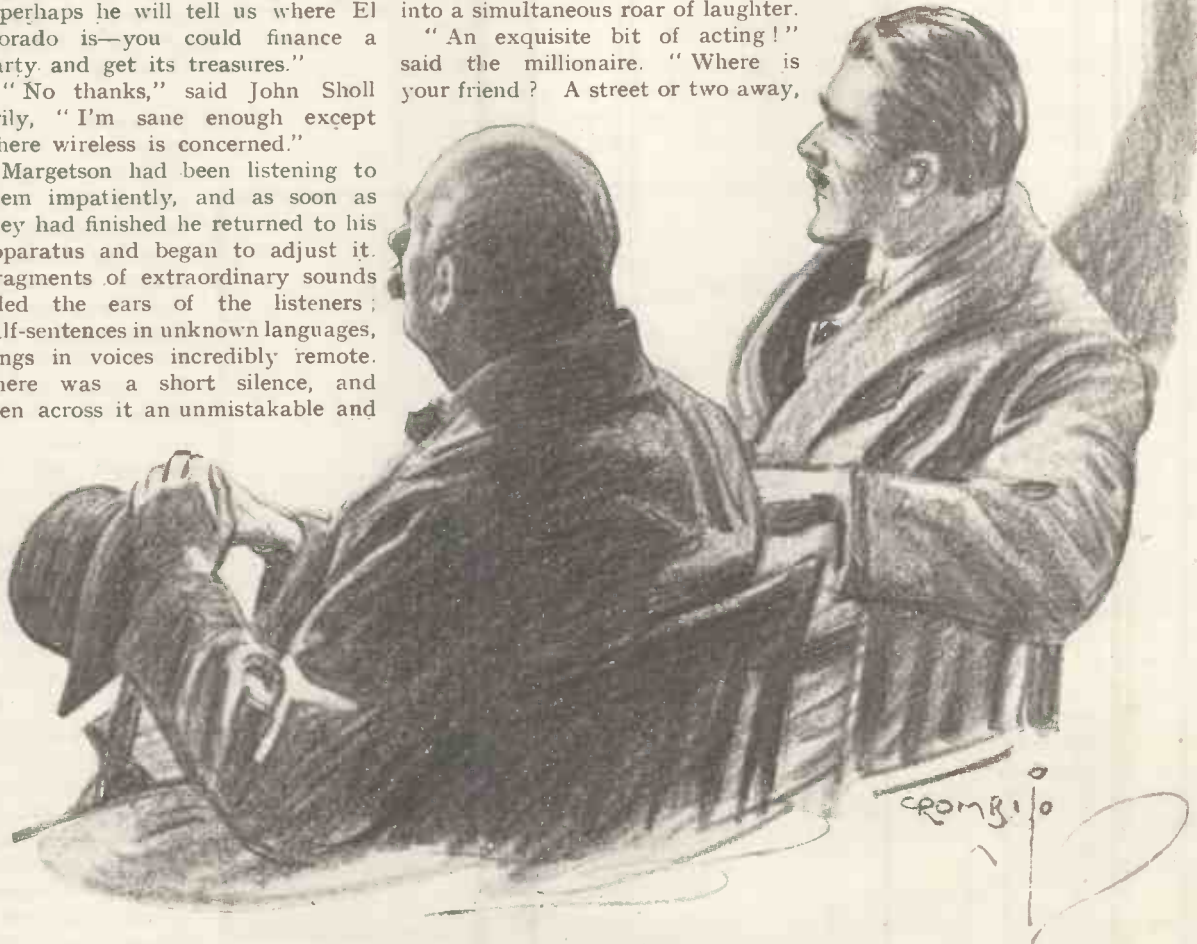 perhaps he will tell us where El
orado is—you could finance a
arty and get its treasures."
"No thanks," said John Sholl
rily, "I'm sane enough except
here wireless is concerned."
Margetson had been listening to
em impatiently, and as soon as
ey had finished he returned to his
pparatus and began to adjust it.
ragments of extraordinary sounds
led the ears of the listeners;
lf-sentences in unknown languages,
ngs in voices incredibly remote.
here was a short silence, and
en across it an unmistakable and
into a simultaneous roar of laughter.
"An exquisite bit of acting!"
said the millionaire. "Where is
your friend? A street or two away,